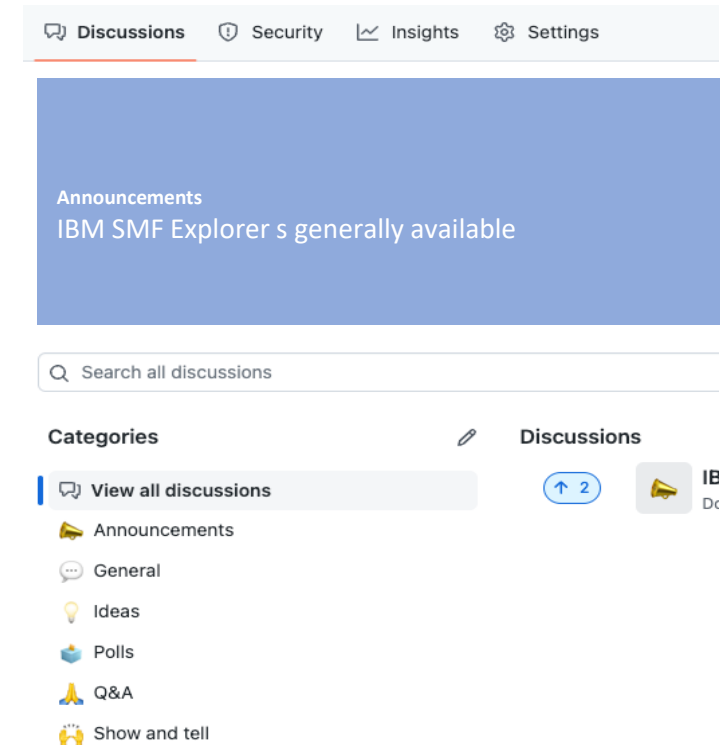 Discussions Security Insights Settings
Announcements
IBM SMF Explorer s generally available
Search all discussions
Categories
View all discussions
Announcements
General
Ideas
Polls
Q&A
Show and tell
Discussions
2